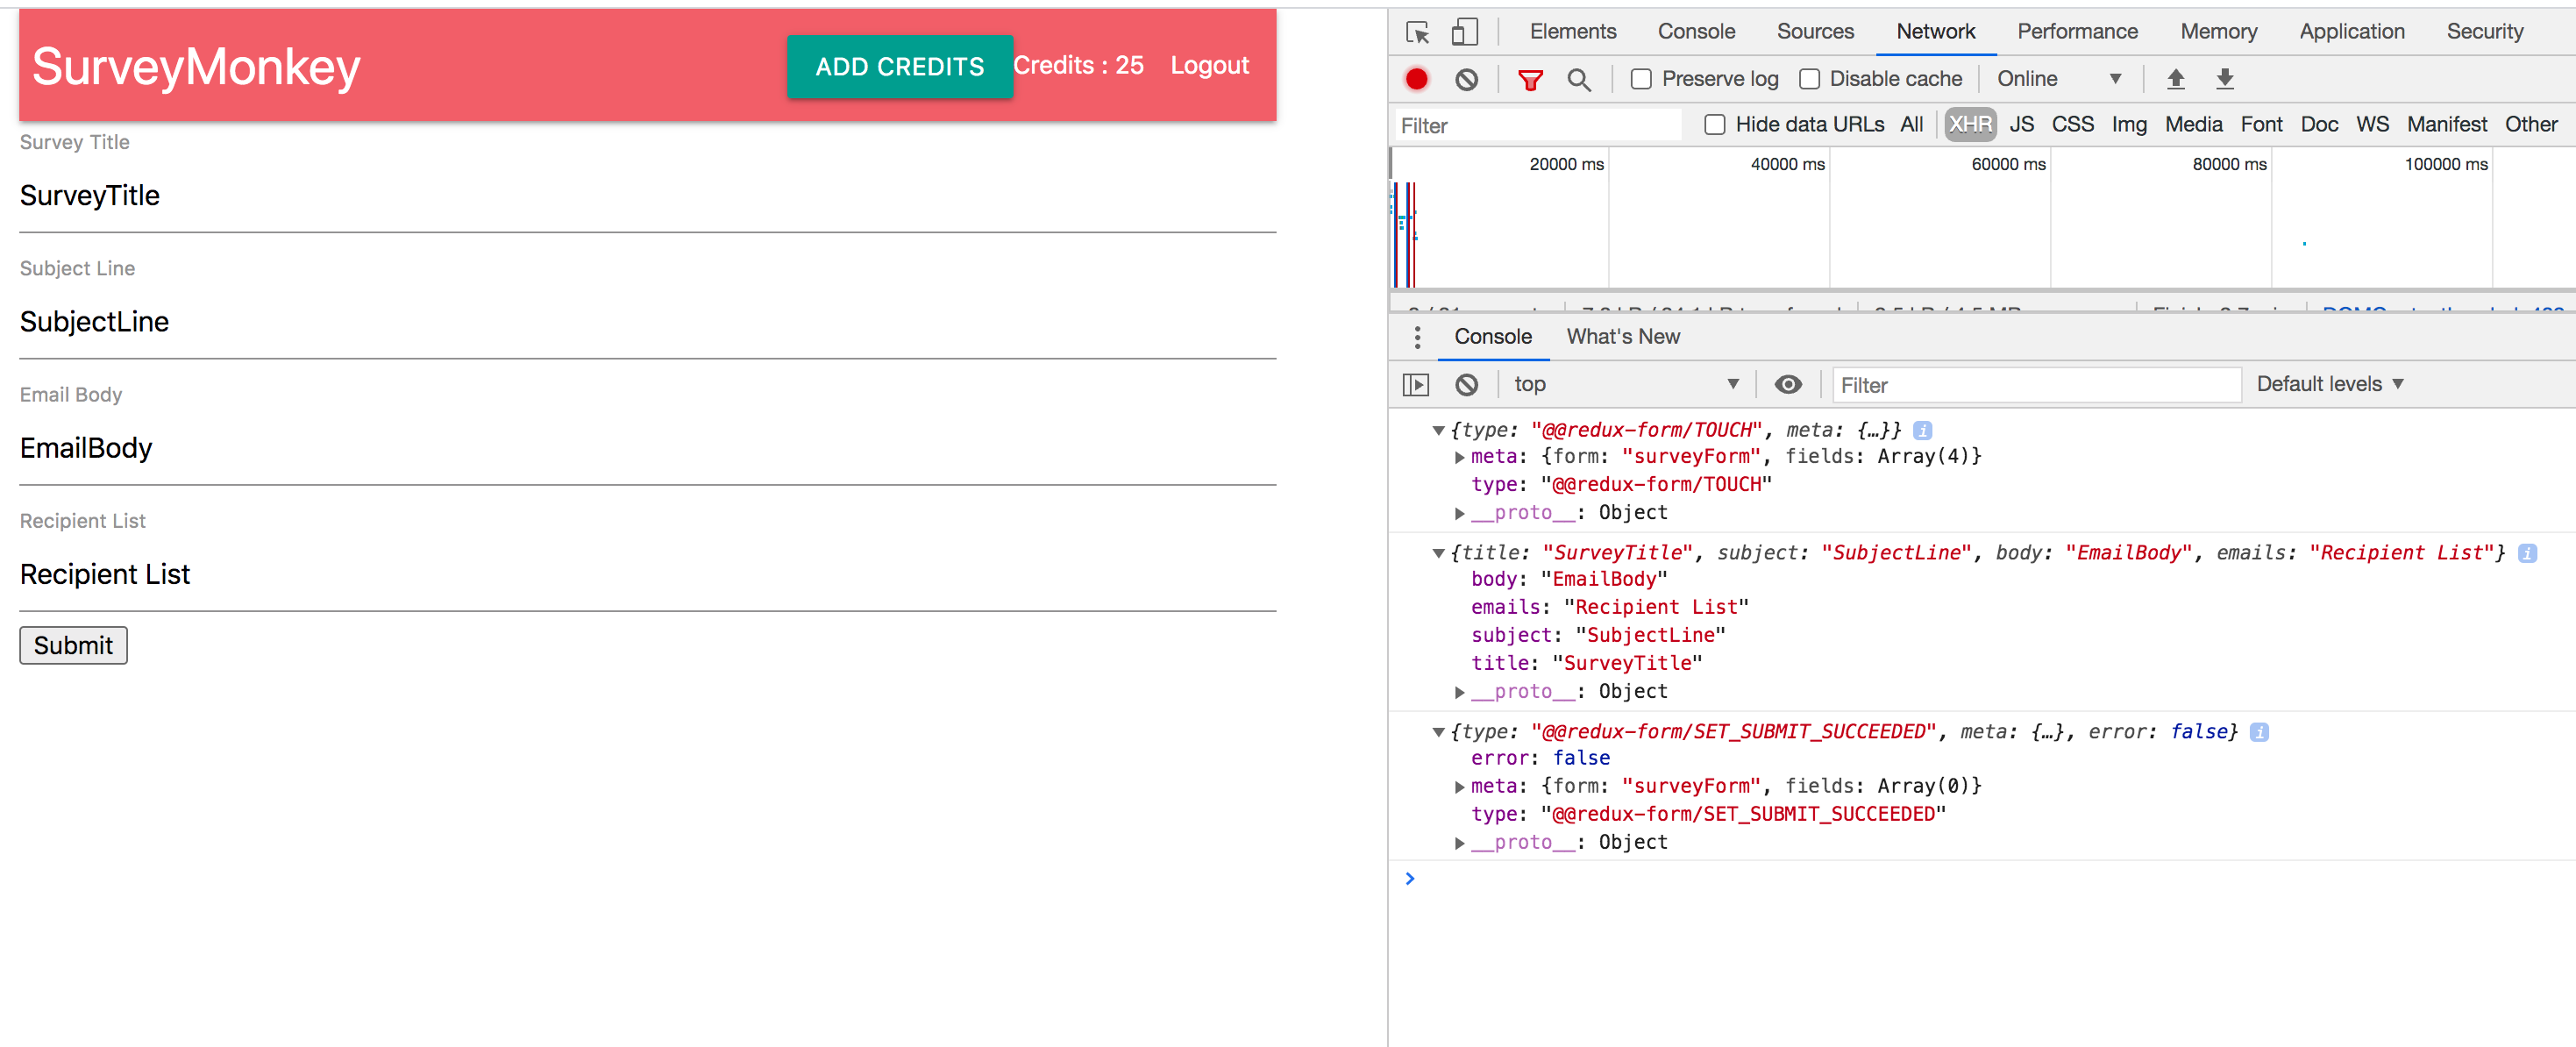 SurveyMonkey
ADD CREDITS
Credits : 25
Logout
Survey Title
SurveyTitle
Subject Line
SubjectLine
Email Body
EmailBody
Recipient List
Recipient List
Submit
Elements Console Sources Network Performance Memory Application Security
Preserve log Disable cache Online
Filter Hide data URLs All XHR JS CSS Img Media Font Doc WS Manifest Other
20000 ms 40000 ms 60000 ms 80000 ms 100000 ms
Console What's New
top Filter Default levels
{type: "@@redux-form/TOUCH", meta: {…}}
meta: {form: "surveyForm", fields: Array(4)}
type: "@@redux-form/TOUCH"
__proto__: Object
{title: "SurveyTitle", subject: "SubjectLine", body: "EmailBody", emails: "Recipient List"}
body: "EmailBody"
emails: "Recipient List"
subject: "SubjectLine"
title: "SurveyTitle"
__proto__: Object
{type: "@@redux-form/SET_SUBMIT_SUCCEEDED", meta: {…}, error: false}
error: false
meta: {form: "surveyForm", fields: Array(0)}
type: "@@redux-form/SET_SUBMIT_SUCCEEDED"
__proto__: Object